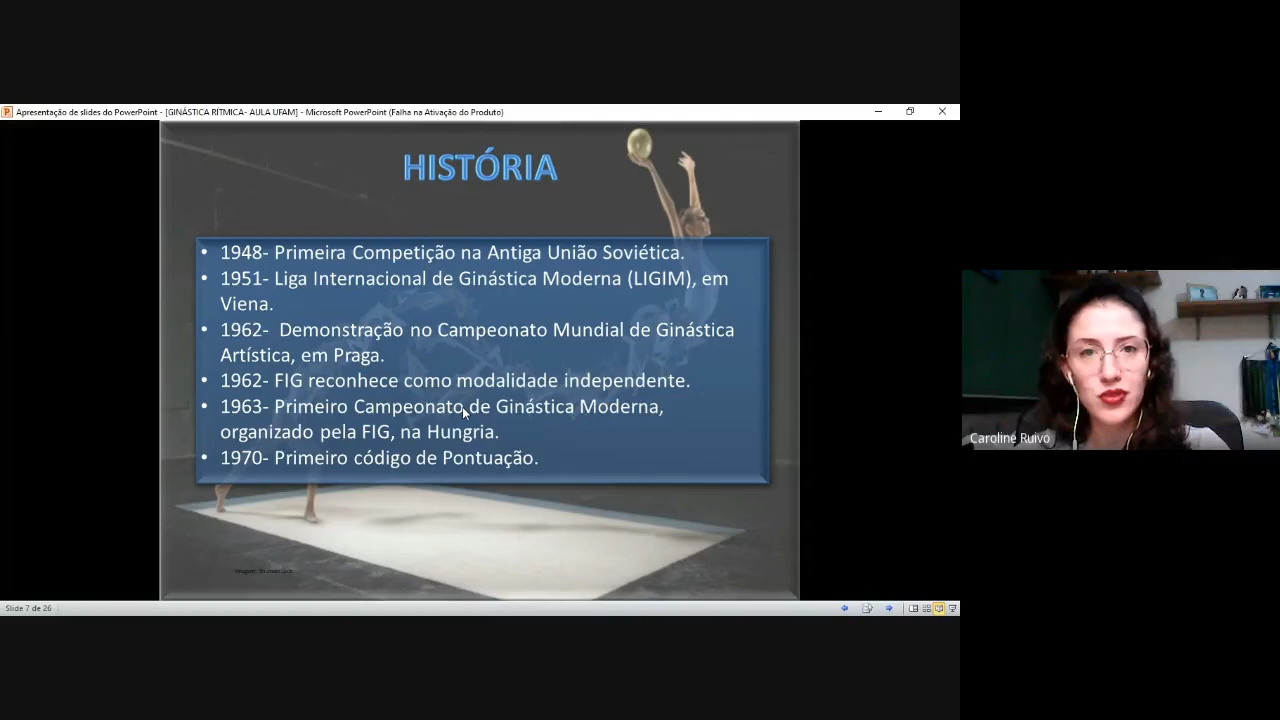 Apresentação de slides do PowerPoint - [GINÁSTICA RÍTMICA- AULA UFAM] - Microsoft PowerPoint (Falha na Ativação do Produto)
HISTÓRIA
• 1948- Primeira Competição na Antiga União Soviética.
• 1951- Liga Internacional de Ginástica Moderna (LIGIM), em
Viena.
• 1962- Demonstração no Campeonato Mundial de Ginástica
Artística, em Praga.
• 1962- FIG reconhece como modalidade independente.
• 1963- Primeiro Campeonato de Ginástica Moderna,
organizado pela FIG, na Hungria.
• 1970- Primeiro código de Pontuação.
Slide 7 de 26
Caroline Ruivo